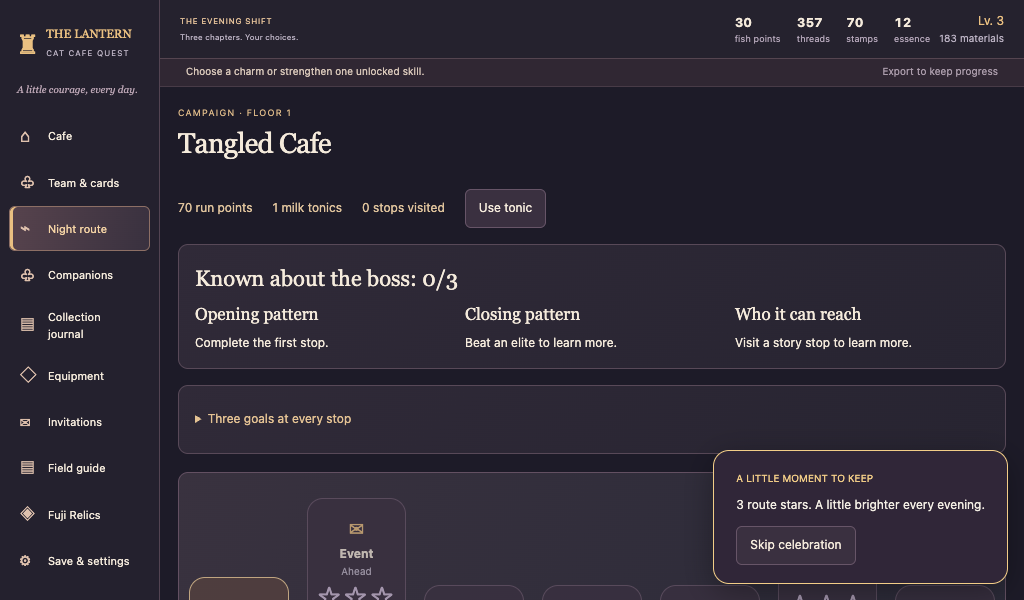 THE LANTERN
CAT CAFE QUEST
A little courage, every day.
Cafe
Team & cards
Night route
Companions
Collection
journal
Equipment
Invitations
Field guide
Fuji Relics
Save & settings
THE EVENING SHIFT
Three chapters. Your choices.
30
fish points
357
threads
70
stamps
12
essence
Lv. 3
183 materials
Choose a charm or strengthen one unlocked skill.
Export to keep progress
CAMPAIGN · FLOOR 1
Tangled Cafe
70 run points
1 milk tonics
0 stops visited
Use tonic
Known about the boss: 0/3
Opening pattern
Complete the first stop.
Closing pattern
Beat an elite to learn more.
Who it can reach
Visit a story stop to learn more.
Three goals at every stop
Event
Ahead
A LITTLE MOMENT TO KEEP
3 route stars. A little brighter every evening.
Skip celebration